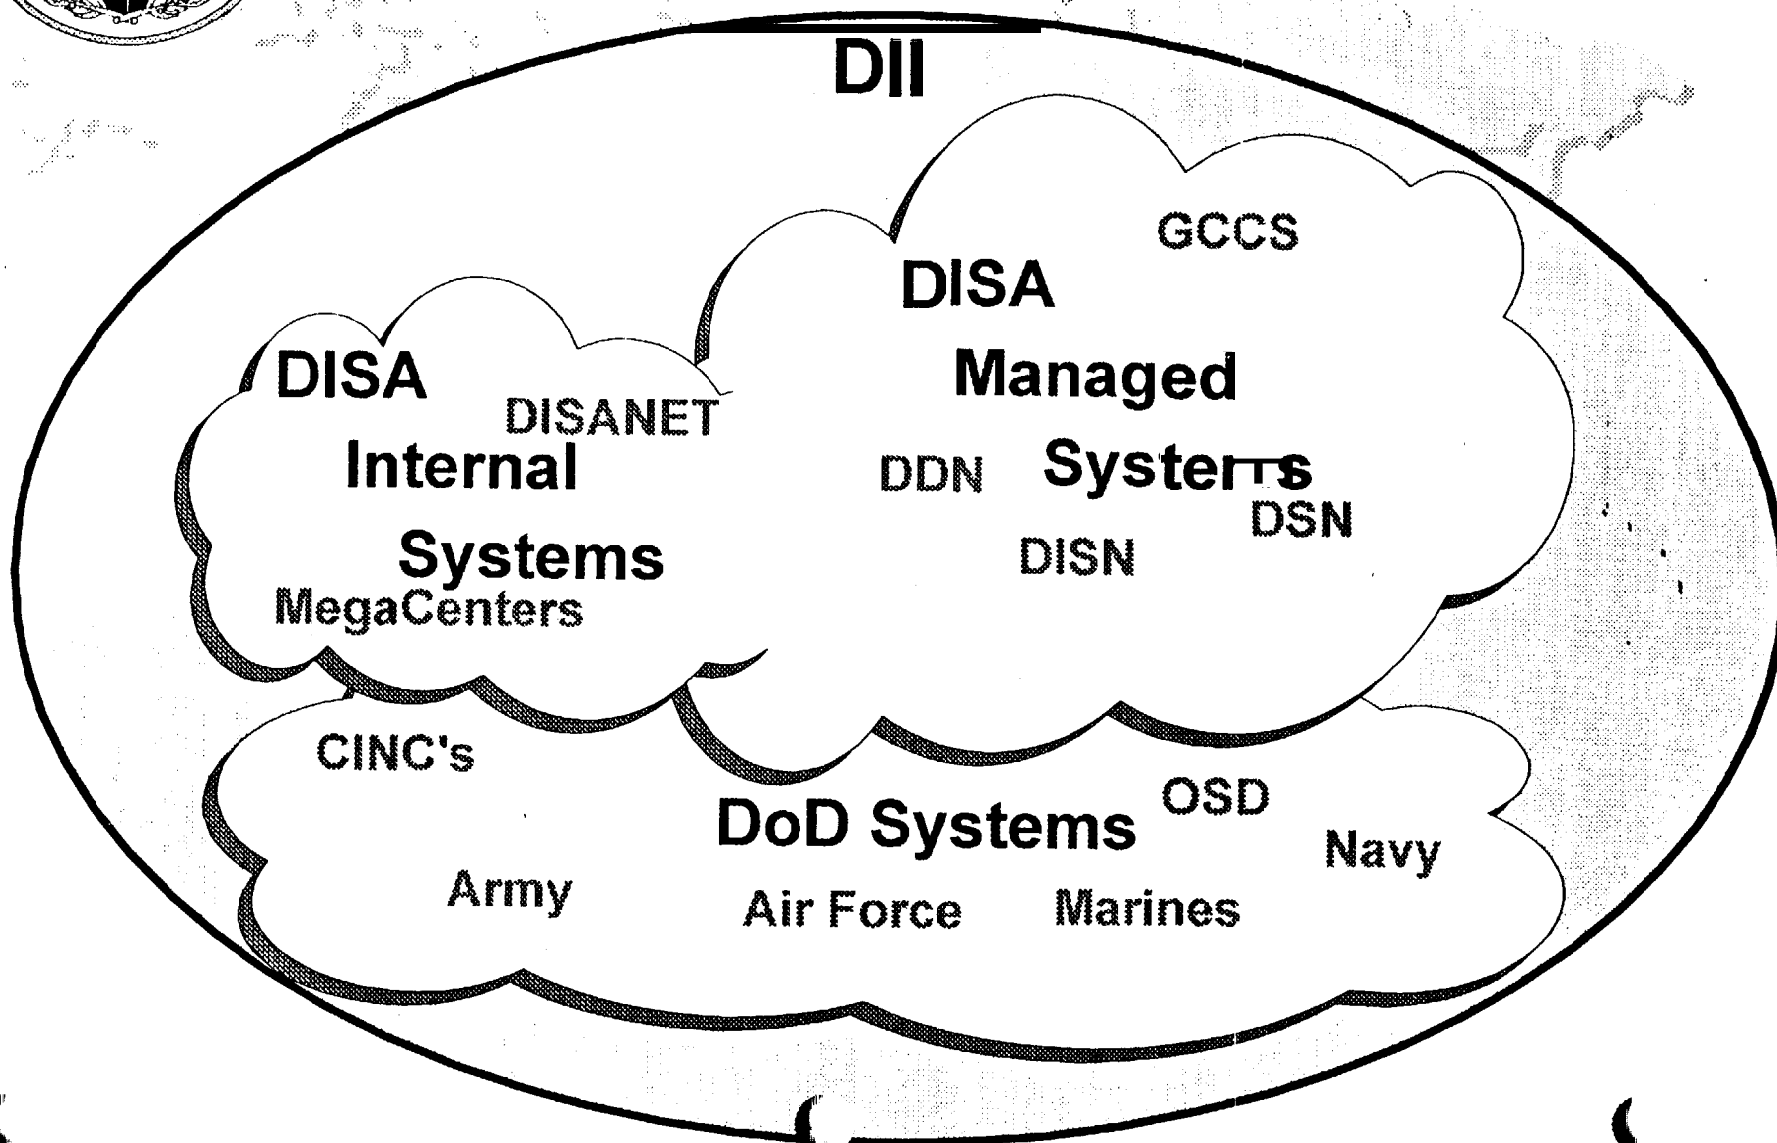 DII
GCCS
DISA
Managed
Systems
DDN
DSN
DISN
DISA
DISANET
Internal
Systems
MegaCenters
CINC's
DoD Systems
OSD
Navy
Army
Air Force
Marines